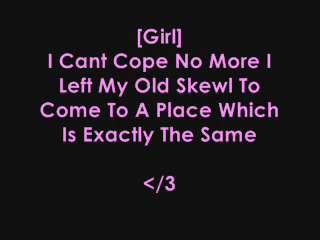 [Girl]
I Cant Cope No More I
Left My Old Skewl To
Come To A Place Which
Is Exactly The Same
</3